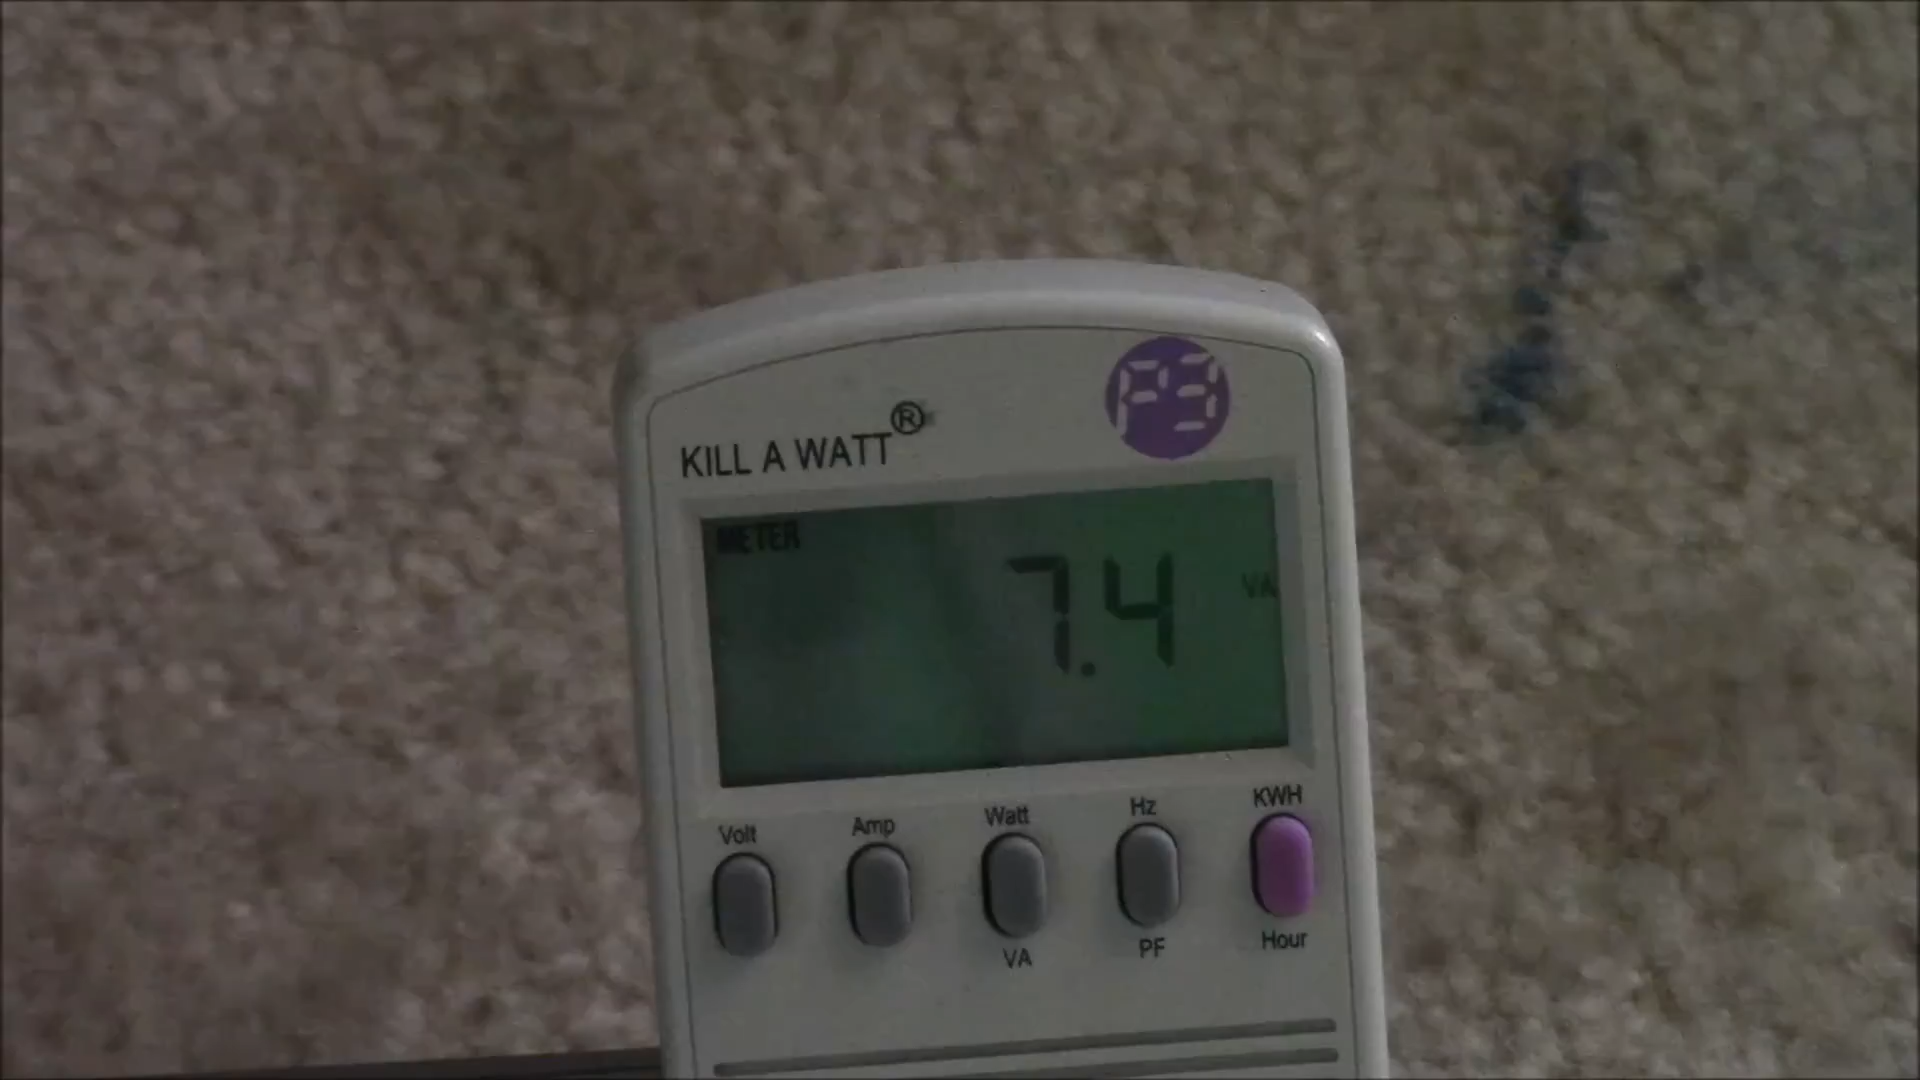 KILL A WATT®
P3
METER
7.4 VA
Volt Amp Watt Hz KWH
VA PF Hour